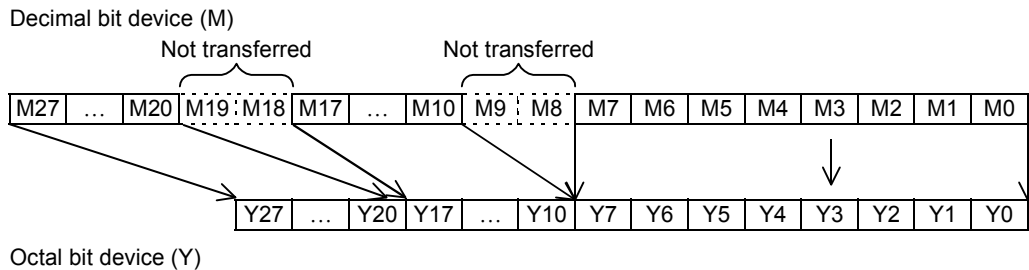 Decimal bit device (M)
Not transferred Not transferred
M27 … M20 M19 M18 M17 … M10 M9 M8 M7 M6 M5 M4 M3 M2 M1 M0
Y27 … Y20 Y17 … Y10 Y7 Y6 Y5 Y4 Y3 Y2 Y1 Y0
Octal bit device (Y)